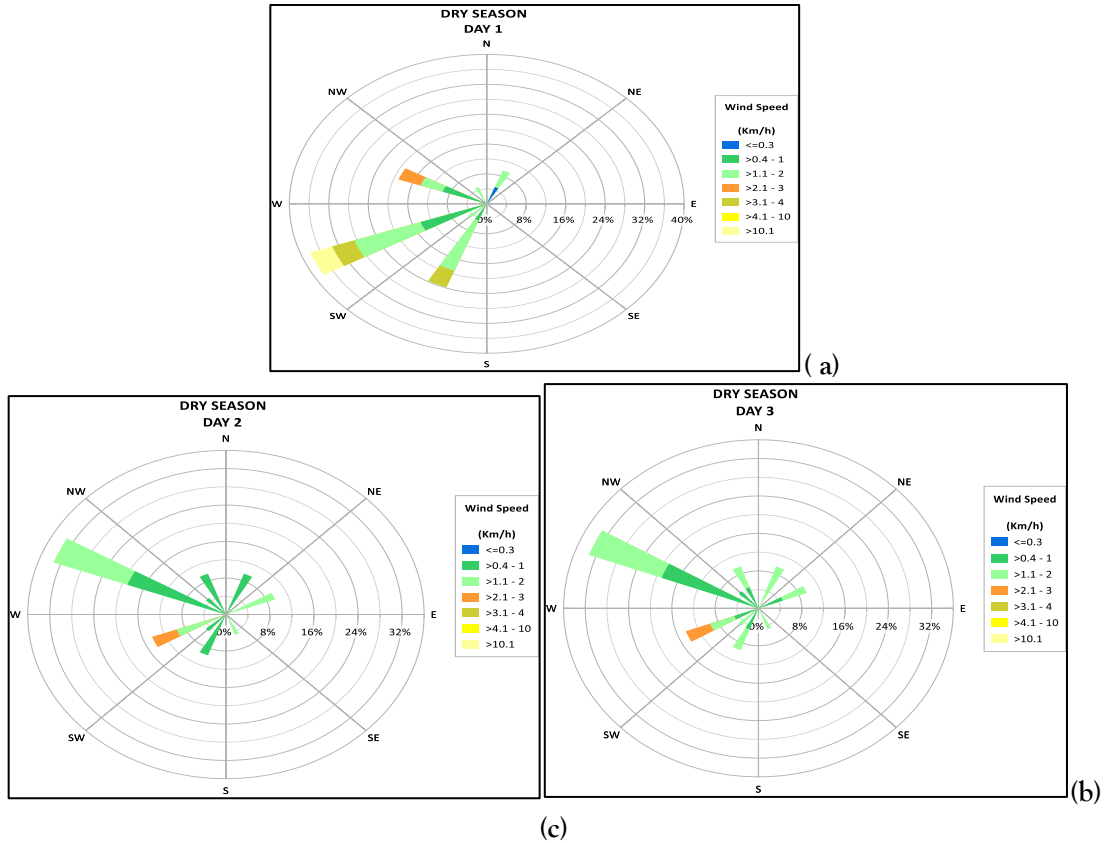 DRY SEASON
DAY 1
N
NW
NE
W
E
0% 8% 16% 24% 32% 40%
SW
SE
S
Wind Speed
(Km/h)
<=0.3
>0.4 - 1
>1.1 - 2
>2.1 - 3
>3.1 - 4
>4.1 - 10
>10.1
( a)
DRY SEASON
DAY 2
N
NW
NE
W
E
0% 8% 16% 24% 32%
SW
SE
S
Wind Speed
(Km/h)
<=0.3
>0.4 - 1
>1.1 - 2
>2.1 - 3
>3.1 - 4
>4.1 - 10
>10.1
DRY SEASON
DAY 3
N
NW
NE
W
E
0% 8% 16% 24% 32%
SW
SE
S
Wind Speed
(Km/h)
<=0.3
>0.4 - 1
>1.1 - 2
>2.1 - 3
>3.1 - 4
>4.1 - 10
>10.1
(b)
(c)